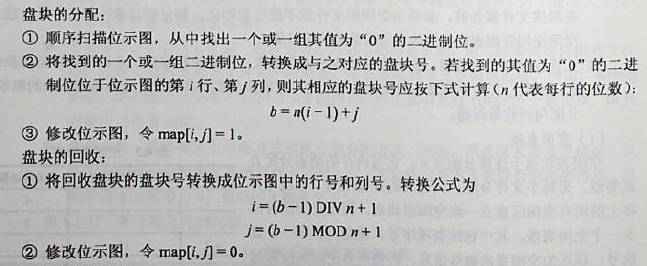 盘块的分配:
① 顺序扫描位示图，从中找出一个或一组其值为“0”的二进制位。
② 将找到的一个或一组二进制位，转换成与之对应的盘块号。若找到的其值为“0”的二进
制位位于位示图的第 i 行、第 j 列，则其相应的盘块号应按下式计算(n 代表每行的位数):
b = n(i − 1) + j
③ 修改位示图，令 map[i, j] = 1。
盘块的回收:
① 将回收盘块的盘块号转换成位示图中的行号和列号。转换公式为
i = (b − 1) DIV n + 1
j = (b − 1) MOD n + 1
② 修改位示图，令 map[i, j] = 0。